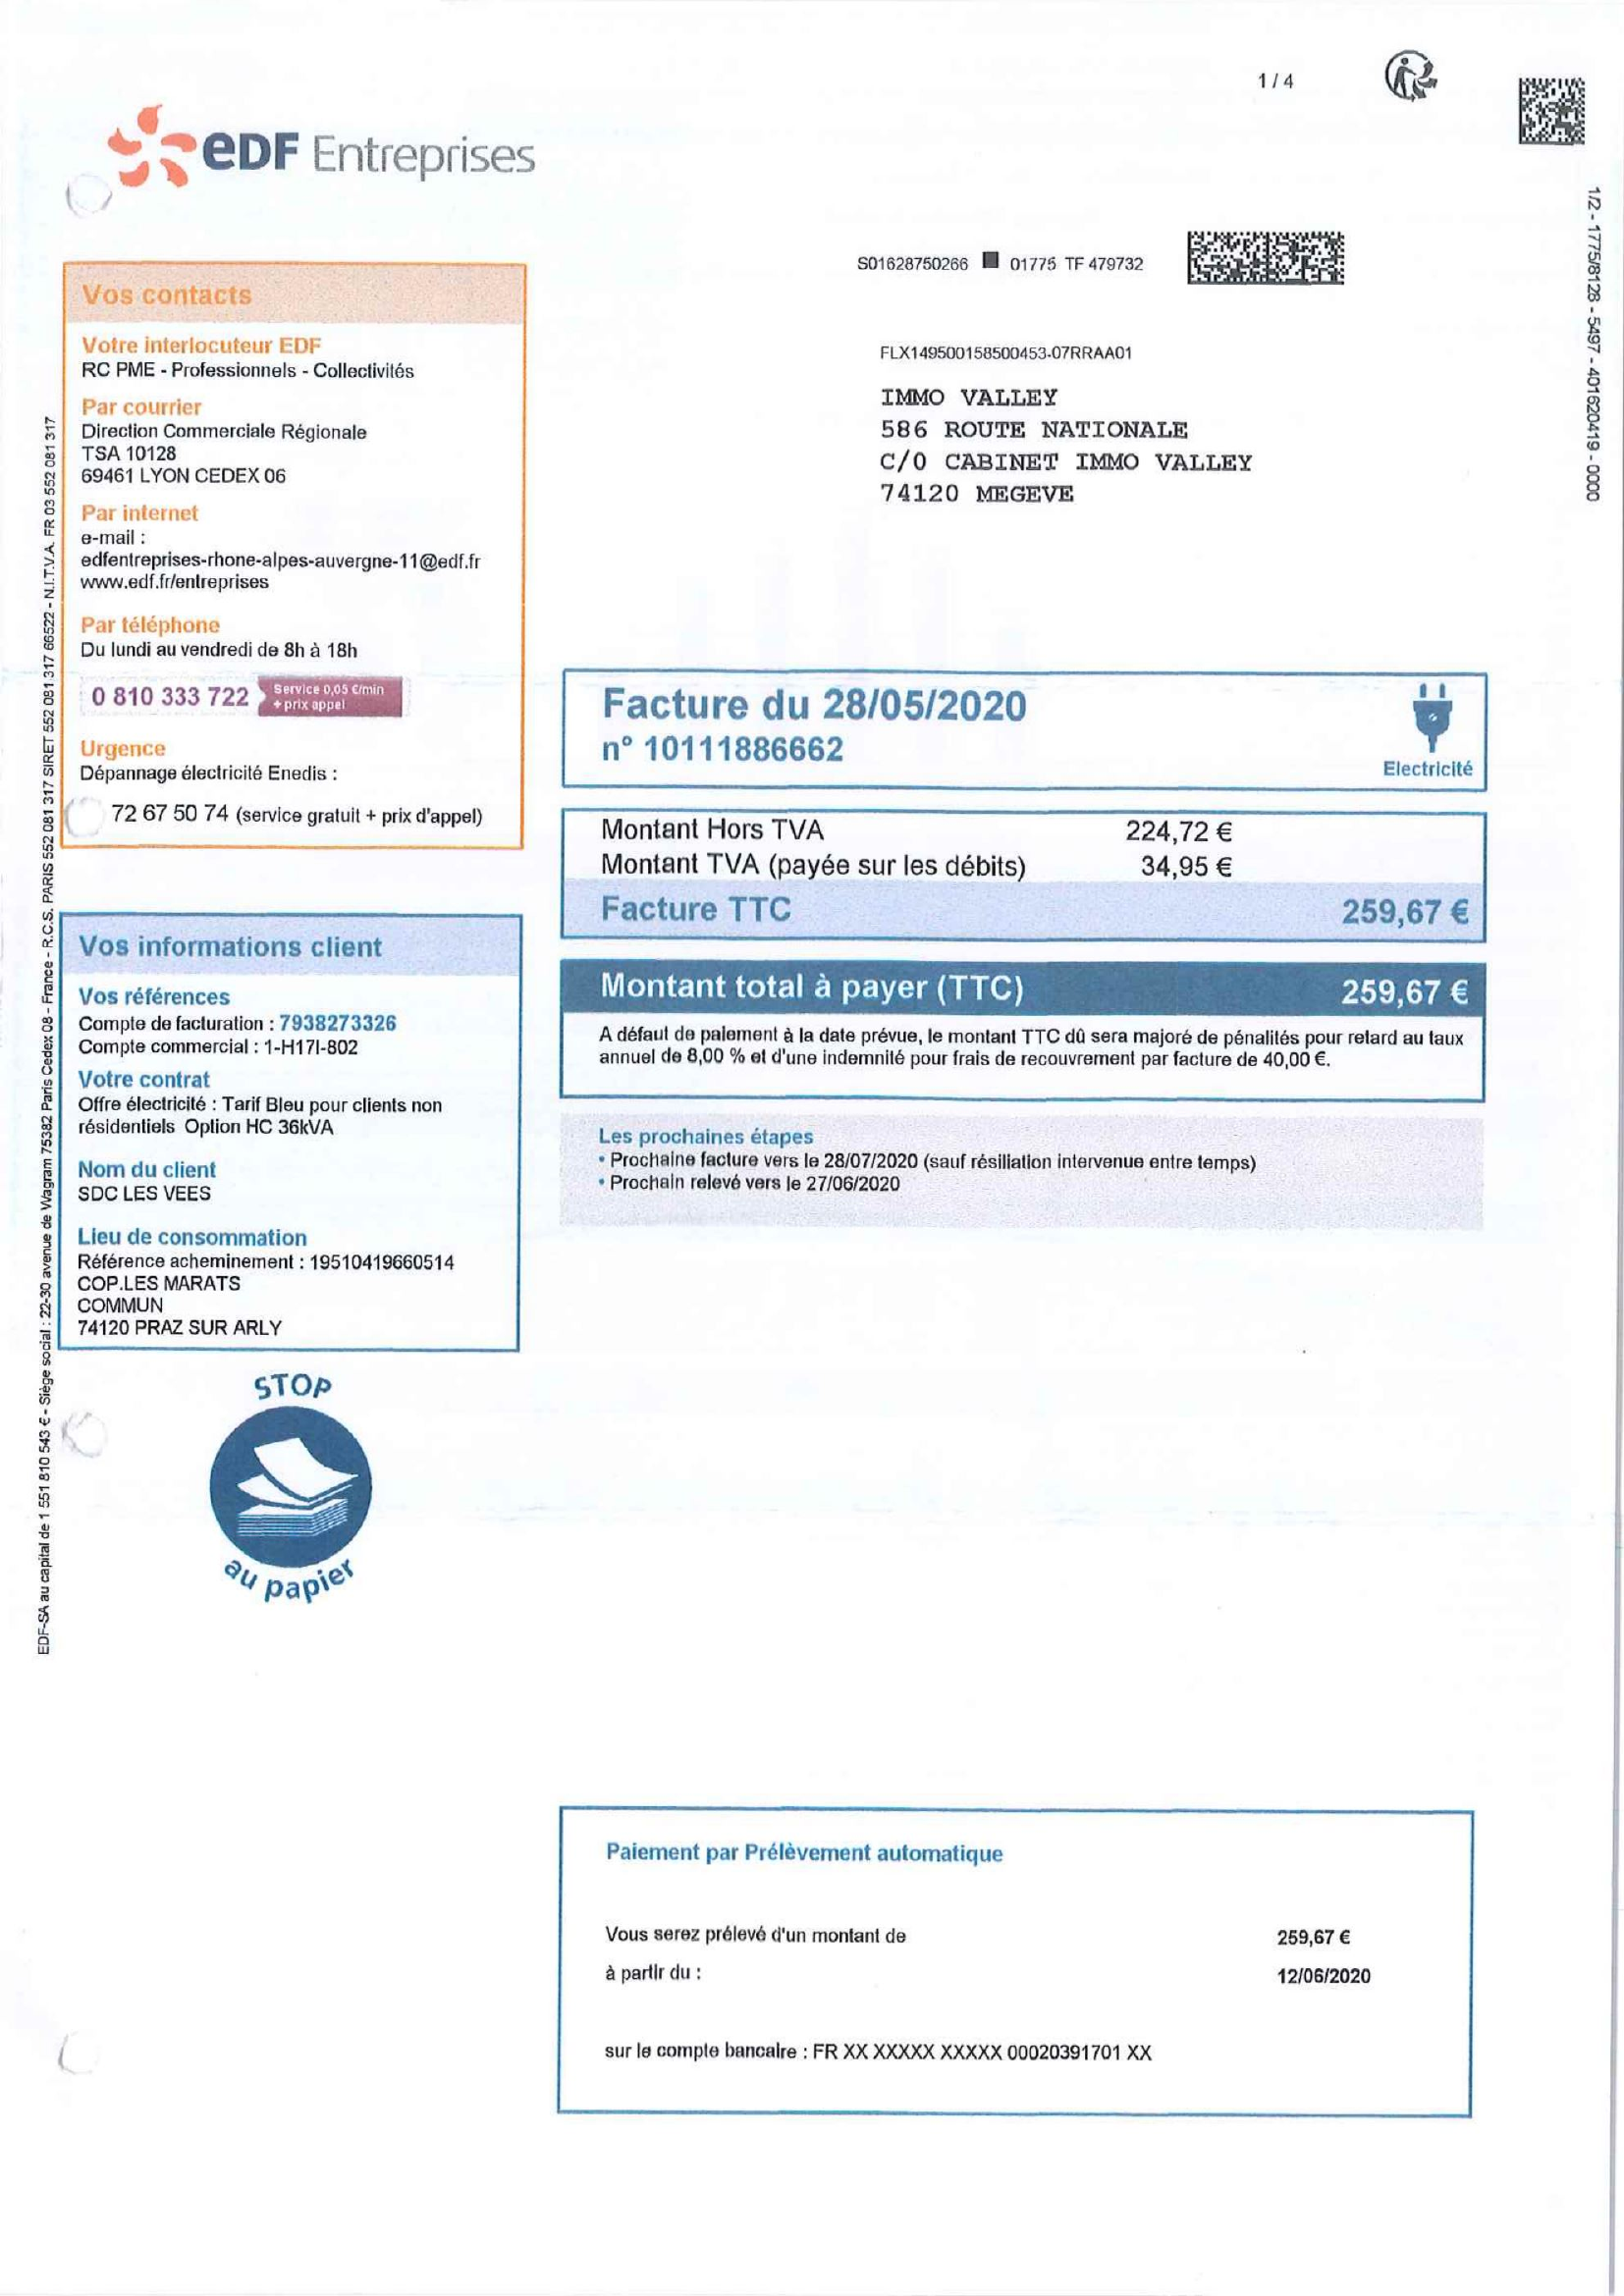 1 / 4
eDF Entreprises
1/2 - 1775/8128 - 5497 - 401620419 - 0000
S01628750266 01775 TF 479732
FLX149500158500453-07RRAA01
IMMO VALLEY
586 ROUTE NATIONALE
C/O CABINET IMMO VALLEY
74120 MEGEVE
Vos contacts
Votre interlocuteur EDF
RC PME - Professionnels - Collectivités
Par courrier
Direction Commerciale Régionale
TSA 10128
69461 LYON CEDEX 06
Par internet
e-mail :
edfentreprises-rhone-alpes-auvergne-11@edf.fr
www.edf.fr/entreprises
Par téléphone
Du lundi au vendredi de 8h à 18h
0 810 333 722 Service 0,05 €/min
+ prix appel
Urgence
Dépannage électricité Enedis :
72 67 50 74 (service gratuit + prix d'appel)
Facture du 28/05/2020
n° 10111886662
Electricité
Montant Hors TVA 224,72 €
Montant TVA (payée sur les débits) 34,95 €
Facture TTC 259,67 €
Montant total à payer (TTC) 259,67 €
A défaut de paiement à la date prévue, le montant TTC dû sera majoré de pénalités pour retard au taux
annuel de 8,00 % et d'une indemnité pour frais de recouvrement par facture de 40,00 €.
Les prochaines étapes
• Prochaine facture vers le 28/07/2020 (sauf résiliation intervenue entre temps)
• Prochain relevé vers le 27/06/2020
Vos informations client
Vos références
Compte de facturation : 7938273326
Compte commercial : 1-H17I-802
Votre contrat
Offre électricité : Tarif Bleu pour clients non
résidentiels Option HC 36kVA
Nom du client
SDC LES VEES
Lieu de consommation
Référence acheminement : 19510419660514
COP.LES MARATS
COMMUN
74120 PRAZ SUR ARLY
STOP
au papier
EDF-SA au capital de 1 551 810 543 € - Siège social : 22-30 avenue de Wagram 75382 Paris Cedex 08 - France - R.C.S. PARIS 552 081 317 SIRET 552 081 317 66522 - N.I.T.V.A. FR 03 552 081 317
Paiement par Prélèvement automatique
Vous serez prélevé d'un montant de 259,67 €
à partir du : 12/06/2020
sur le compte bancaire : FR XX XXXXX XXXXX 00020391701 XX